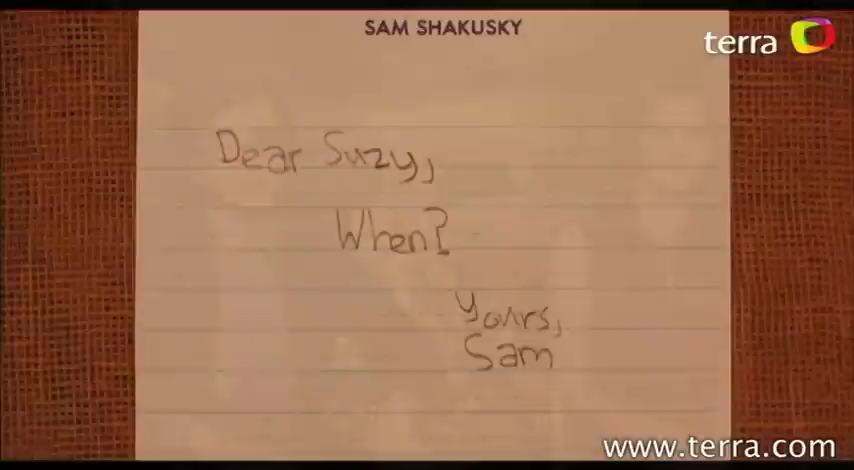 SAM SHAKUSKY
terra
Dear Suzy,
When?
Yours,
Sam
www.terra.com